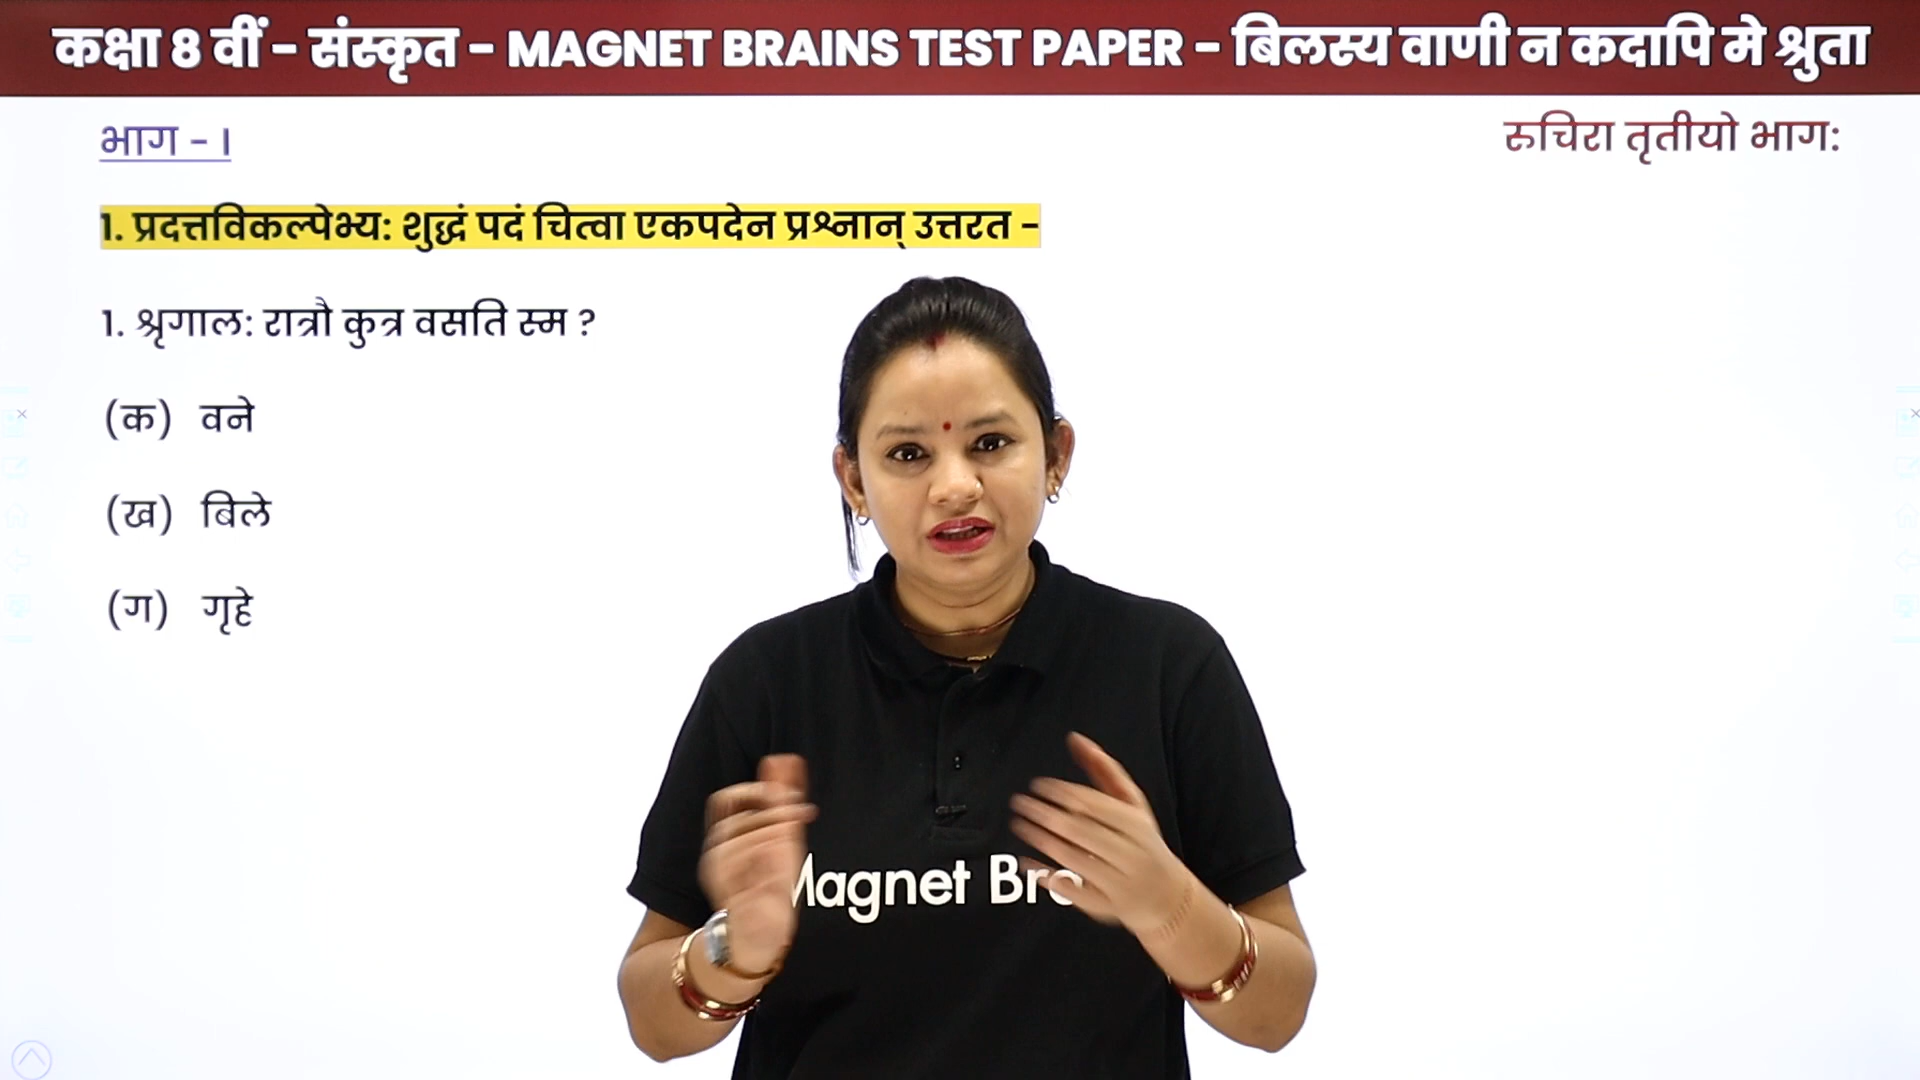 कक्षा 8 वीं - संस्कृत - MAGNET BRAINS TEST PAPER - बिलस्य वाणी न कदापि मे श्रुता
भाग - I
रुचिरा तृतीयो भाग:
1. प्रदत्तविकल्पेभ्य: शुद्धं पदं चित्वा एकपदेन प्रश्नान् उत्तरत -
1. श्रृगाल: रात्रौ कुत्र वसति स्म ?
(क) वने
(ख) बिले
(ग) गृहे
Magnet Bra